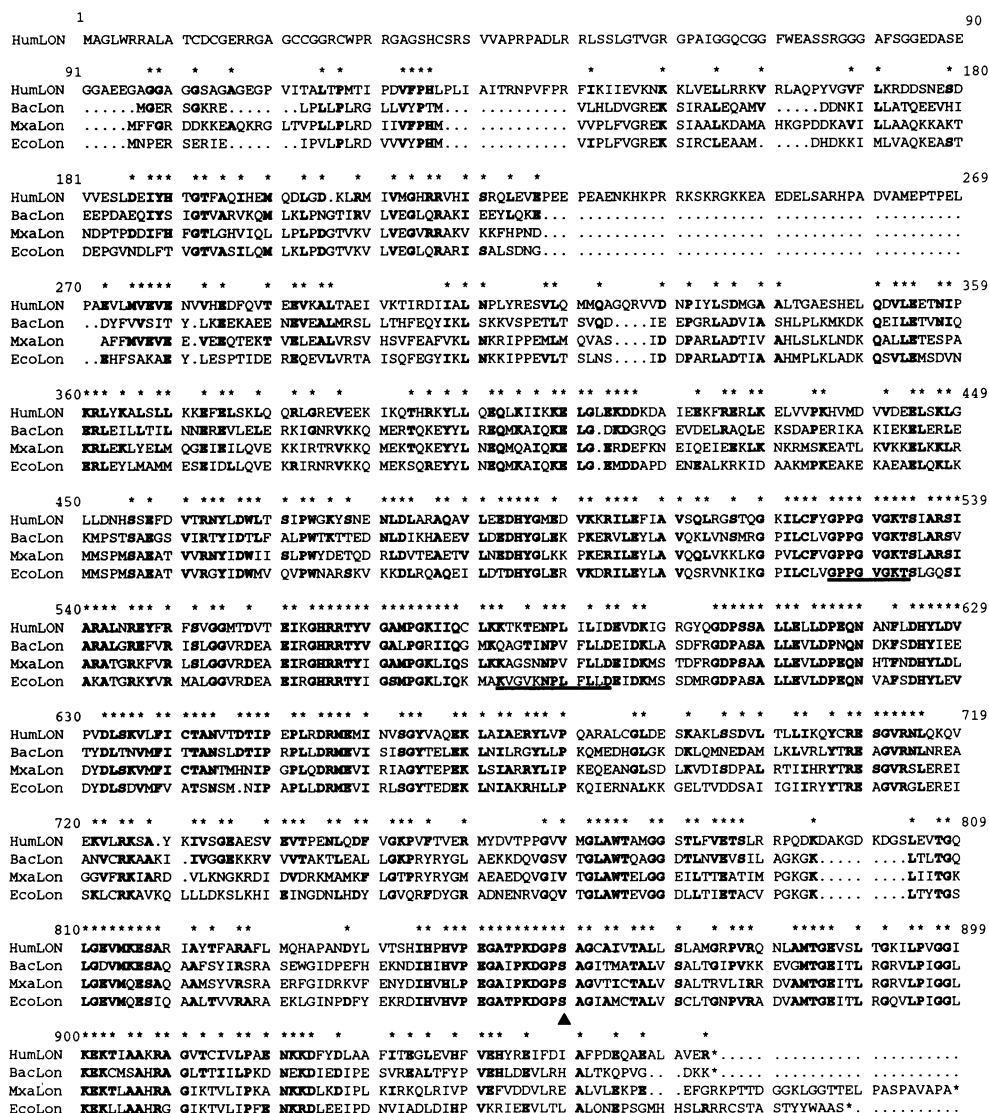 1 90
HumLON MAGLWRRALA TCDCGERRGA GCCGGRCWPR RGAGSHCSRS VVAPRPADLR RLSSLGTVGR GPAIGGQCGG FWEASSRGGG AFSGGEDASE
91 180
HumLON GGAEEGAGGA GGSAGAGEGP VITALTPMTI PDVFPHLPLI AITRNPVFPR FIKIIEVKNK KLVELLRRKV RLAQPYVGVF LKRDDSNESD
BacLon .....MGERS GKRE...... .LPLLPLRGL LVYPTM.... .......... VLHLDVGREK SIRALEQAMV ....DDNKI LLATQEEVHI
MxaLon .....MFFGR DDKKEAQKRG LTVPLLPLRD IIVFPHM... .......... VVPLFVGREK SIAALKDAMA HKGPDDKAVI LLAAQKKAKT
EcoLon .....MNPER SERIE..... .IPVLPLRD VVVYPHM... .......... VIPLFVGREK SIRCLEAAM. ...DHDKKI MLVAQKEAST
181 269
HumLON VVESLDEIYH TGTFAQIHEM QDLGD.KLRM IVMGHRRVHI SRQLEVEPEE PEAENKHKPR RKSKRGKKEA EDELSARHPA DVAMEPTPEL
BacLon EEPDAEQIYS IGTVARVKQM LKLPNGTIRV LVEGLQRAKI EEYLQKE... .......... .......... .......... ..........
MxaLon NDPTPDDIFH FGTLGHVIQL LPLPDGTVKV LVEGVRRAKV KKFHPND... .......... .......... .......... ..........
EcoLon DEPGVNDLFT VGTVASILQM LKLPDGTVKV LVEGLQRARI SALSDNG... .......... .......... .......... ..........
270 359
HumLON PAEVLMVEVE NVVHEDFQVT EEVKALTAEI VKTIRDIIAL NPLYRESVLQ MMQAGQRVVD NPIYLSDMGA ALTGAESHEL QDVLEETNIP
BacLon ..DYFVVSIT Y.LKEEKAEE NEVEALMRSL LTHFEQYIKL SKKVSPETLT SVQD....IE EPGRLADVIA SHLPLKMKDK QEILETVNIQ
MxaLon AFFMVEVE E.VEEQTEKT VELEALVRSV HSVFEAFVKL NKRIPPEMLM QVAS....ID DPARLADTIV AHLSLKLNDK QALLETESPA
EcoLon ..EHFSAKAE Y.LESPTIDE REQEVLVRTA ISQFEGYIKL NKKIPPEVLT SLNS....ID DPARLADTIA AHMPLKLADK QSVLEMSDVN
360 449
HumLON KRLYKALSLL KKEFELSKLQ QRLGREVEEK IKQTHRKYLL QEQLKIIKKE LGLEKDDKDA IEEKFRERLK ELVVPKHVMD VVDEELSKLG
BacLon ERLEILLTIL NNEREVLELE RKIGNRVKKQ MERTQKEYYL REQMKAIQKE LG.DKDGRQG EVDELRAQLE KSDAPERIKA KIEKELERLE
MxaLon KRLEKLYELM QGEIEILQVE KKIRTRVKKQ MEKTQKEYYL NEQMQAIQKE LG.ERDEFKN EIQEIEEKLK NKRMSKEATL KVKKELKKLR
EcoLon ERLEYLMAMM ESEIDLLQVE KRIRNRVKKQ MEKSQREYYL NEQMKAIQKE LG.EMDDAPD ENEALKRKID AAKMPKEAKE KAEAELQKLK
450 539
HumLON LLDNHSSEFD VTRNYLDWLT SIPWGKYSNE NLDLARAQAV LEEDHYGMED VKKRILEFIA VSQLRGSTQG KILCFYGPPG VGKTSIARSI
BacLon KMPSTSAEGS VIRTYIDTLF ALPWTKTTED NLDIKHAEEV LDEDHYGLEK PKERVLEYLA VQKLVNSMRG PILCLVGPPG VGKTSLARSV
MxaLon MMSPMSAEAT VVRNYIDWII SLPWYDETQD RLDVTEAETV LNEDHYGLKK PKERILEYLA VQQLVKKLKG PVLCFVGPPG VGKTSLARSI
EcoLon MMSPMSAEAT VVRGYIDWMV QVPWNARSKV KKDLRQAQEI LDTDHYGLER VKDRILEYLA VQSRVNKIKG PILCLVGPPG VGKTSLGQSI
540 629
HumLON ARALNREYFR FSVGGMTDVT EIKGHRRTYV GAMPGKIIQC LKKTKTENPL ILIDEVDKIG RGYQGDPSSA LLELLDPEQN ANFLDHYLDV
BacLon ARALGREFVR ISLGGVRDEA EIRGHRRTYV GALPGRIIQG MKQAGTINPV FLLDEIDKLA SDFRGDPASA LLEVLDPNQN DKFSDHYIEE
MxaLon ARATGRKFVR LSLGGVRDEA EIRGHRRTYI GAMPGKLIQS LKKAGSNNPV FLLDEIDKMS TDFRGDPSAA LLEVLDPEQN HTFNDHYLDL
EcoLon AKATGRKYVR MALGGVRDEA EIRGHRRTYI GSMPGKLIQK MAKVGVKNPL FLLDEIDKMS SDMRGDPASA LLEVLDPEQN VAFSDHYLEV
630 719
HumLON PVDLSKVLFI CTANVTDTIP EPLRDRMEMI NVSGYVAQEK LAIAERYLVP QARALCGLDE SKAKLSSDVL TLLIKQYCRE SGVRNLQKQV
BacLon TYDLTNVMFI TTANSLDTIP RPLLDRMEVI SISGYTELEK LNILRGYLLP KQMEDHGLGK DKLQMNEDAM LKLVRLYTRE AGVRNLNREA
MxaLon DYDLSKVMFI CTANTMHNIP GPLQDRMEVI RIAGYTEPEK LSIARRYLIP KEQEANGLSD LKVDISDPAL RTIIHRYTRE SGVRSLEREI
EcoLon DYDLSDVMFV ATSNSM.NIP APLLDRMEVI RLSGYTEDEK LNIAKRHLLP KQIERNALKK GELTVDDSAI IGIIRYYTRE AGVRGLEREI
720 809
HumLON EKVLRKSA.Y KIVSGEAESV EVTPENLQDF VGKPVFTVER MYDVTPPGVV MGLAWTAMGG STLFVETSLR RPQDKDAKGD KDGSLEVTGQ
BacLon ANVCRKAAKI .IVGGEKKRV VVTAKTLEAL LGKPRYRYGL AEKKDQVGSV TGLAWTQAGG DTLNVEVSIL AGKGK..... ....LTLTGQ
MxaLon GGVFRKIARD .VLKNGKRDI DVDRKMAMKF LGTPRYRYGM AEAEDQVGIV TGLAWTELGG EILTTEATIM PGKGK..... ....LIITGK
EcoLon SKLCRKAVKQ LLLDKSLKHI EINGDNLHDY LGVQRFDYGR ADNENRVGQV TGLAWTEVGG DLLTIETACV PGKGK..... ....LTYTGS
810 899
HumLON LGEVMKESAR IAYTFARAFL MQHAPANDYL VTSHIHPHVP EGATPKDGPS AGCAIVTALL SLAMGRPVRQ NLAMTGEVSL TGKILPVGGI
BacLon LGDVMKESAQ AAFSYIRSRA SEWGIDPEFH EKNDIHIHVP EGAIPKDGPS AGITMATALV SALTGIPVKK EVGMTGEITL RGRVLPIGGL
MxaLon LGEVMQESAQ AAMSYVRSRA ERFGIDRKVF ENYDIHVHLP EGAIPKDGPS AGVTICTALV SALTRVLIRR DVAMTGEITL RGRVLPIGGL
EcoLon LGEVMQESIQ AALTVVRARA EKLGINPDFY EKRDIHVHVP EGATPKDGPS AGIAMCTALV SCLTGNPVRA DVAMTGEITL RGQVLPIGGL
900
HumLON KEKTIAAKRA GVTCIVLPAE NKKDFYDLAA FITEGLEVHF VEHYREIFDI AFPDEQAEAL AVER*..... .......... ..........
BacLon KEKCMSAHRA GLTTIILPKD NEKDIEDIPE SVREALTFYP VEHLDEVLRH ALTKQPVG.. DKK*...... .......... ..........
MxaLon KEKTLAAHRA GIKTVLIPKA NKKDLKDIPL KIRKQLRIVP VEFVDDVLRE ALVLEKPE.. .EFGRKPTTD GGKLGGTTEL PASPAVAPA*
EcoLon KEKLLAAHRG GIKTVLIPFE NKRDLEEIPD NVIADLDIHP VKRIEEVLTL ALQNEPSGMH HSLRRRCSTA STVYWAAS*. ..........